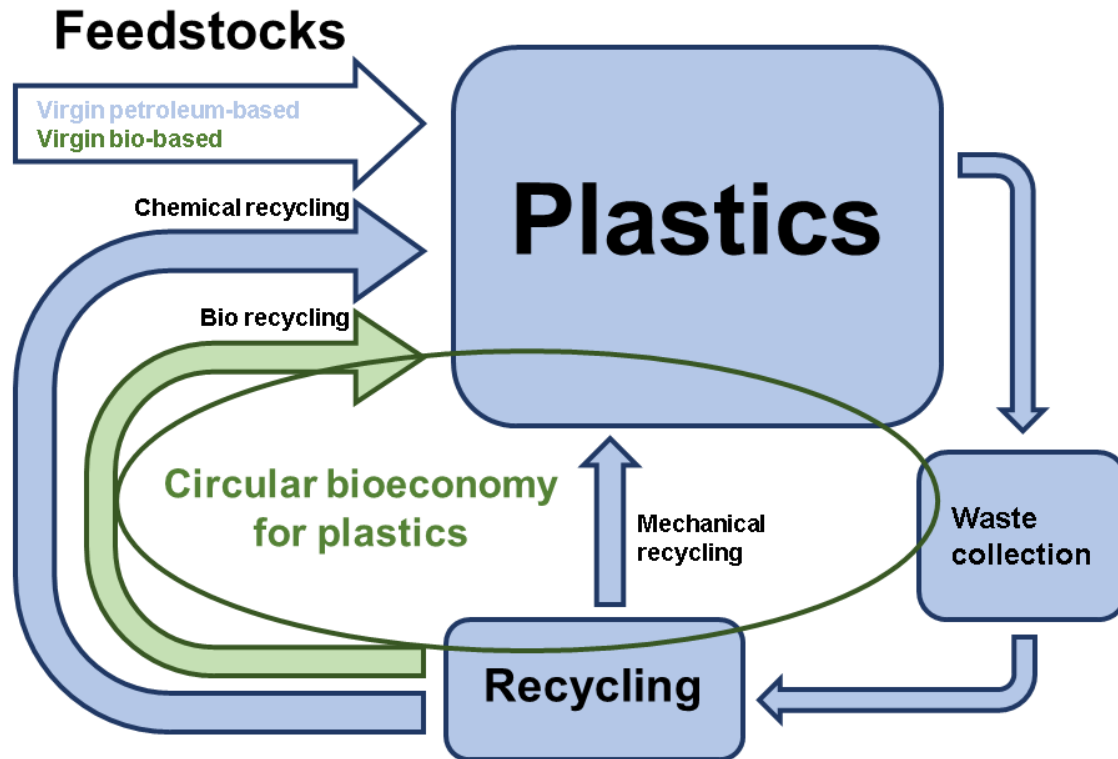 Feedstocks
Virgin petroleum-based
Virgin bio-based
Chemical recycling
Bio recycling
Plastics
Circular bioeconomy
for plastics
Mechanical
recycling
Waste
collection
Recycling